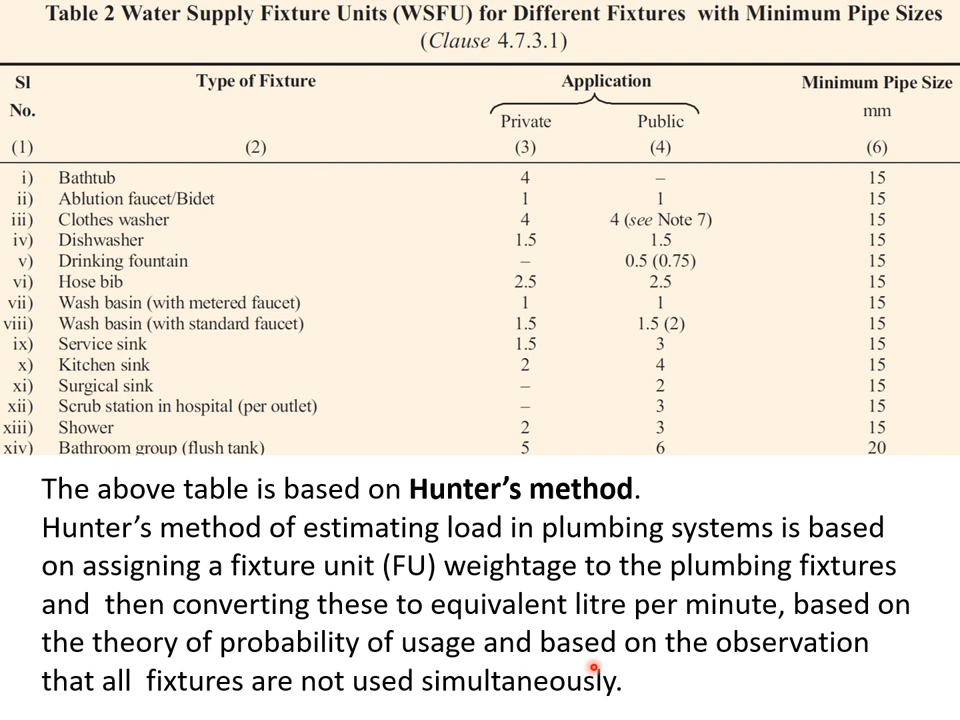 Table 2 Water Supply Fixture Units (WSFU) for Different Fixtures with Minimum Pipe Sizes
(Clause 4.7.3.1)
Sl No. Type of Fixture Application Minimum Pipe Size
Private Public mm
(1) (2) (3) (4) (6)
i) Bathtub 4 – 15
ii) Ablution faucet/Bidet 1 1 15
iii) Clothes washer 4 4 (see Note 7) 15
iv) Dishwasher 1.5 1.5 15
v) Drinking fountain – 0.5 (0.75) 15
vi) Hose bib 2.5 2.5 15
vii) Wash basin (with metered faucet) 1 1 15
viii) Wash basin (with standard faucet) 1.5 1.5 (2) 15
ix) Service sink 1.5 3 15
x) Kitchen sink 2 4 15
xi) Surgical sink – 2 15
xii) Scrub station in hospital (per outlet) – 3 15
xiii) Shower 2 3 15
xiv) Bathroom group (flush tank) 5 6 20
The above table is based on Hunter’s method.
Hunter’s method of estimating load in plumbing systems is based
on assigning a fixture unit (FU) weightage to the plumbing fixtures
and then converting these to equivalent litre per minute, based on
the theory of probability of usage and based on the observation
that all fixtures are not used simultaneously.